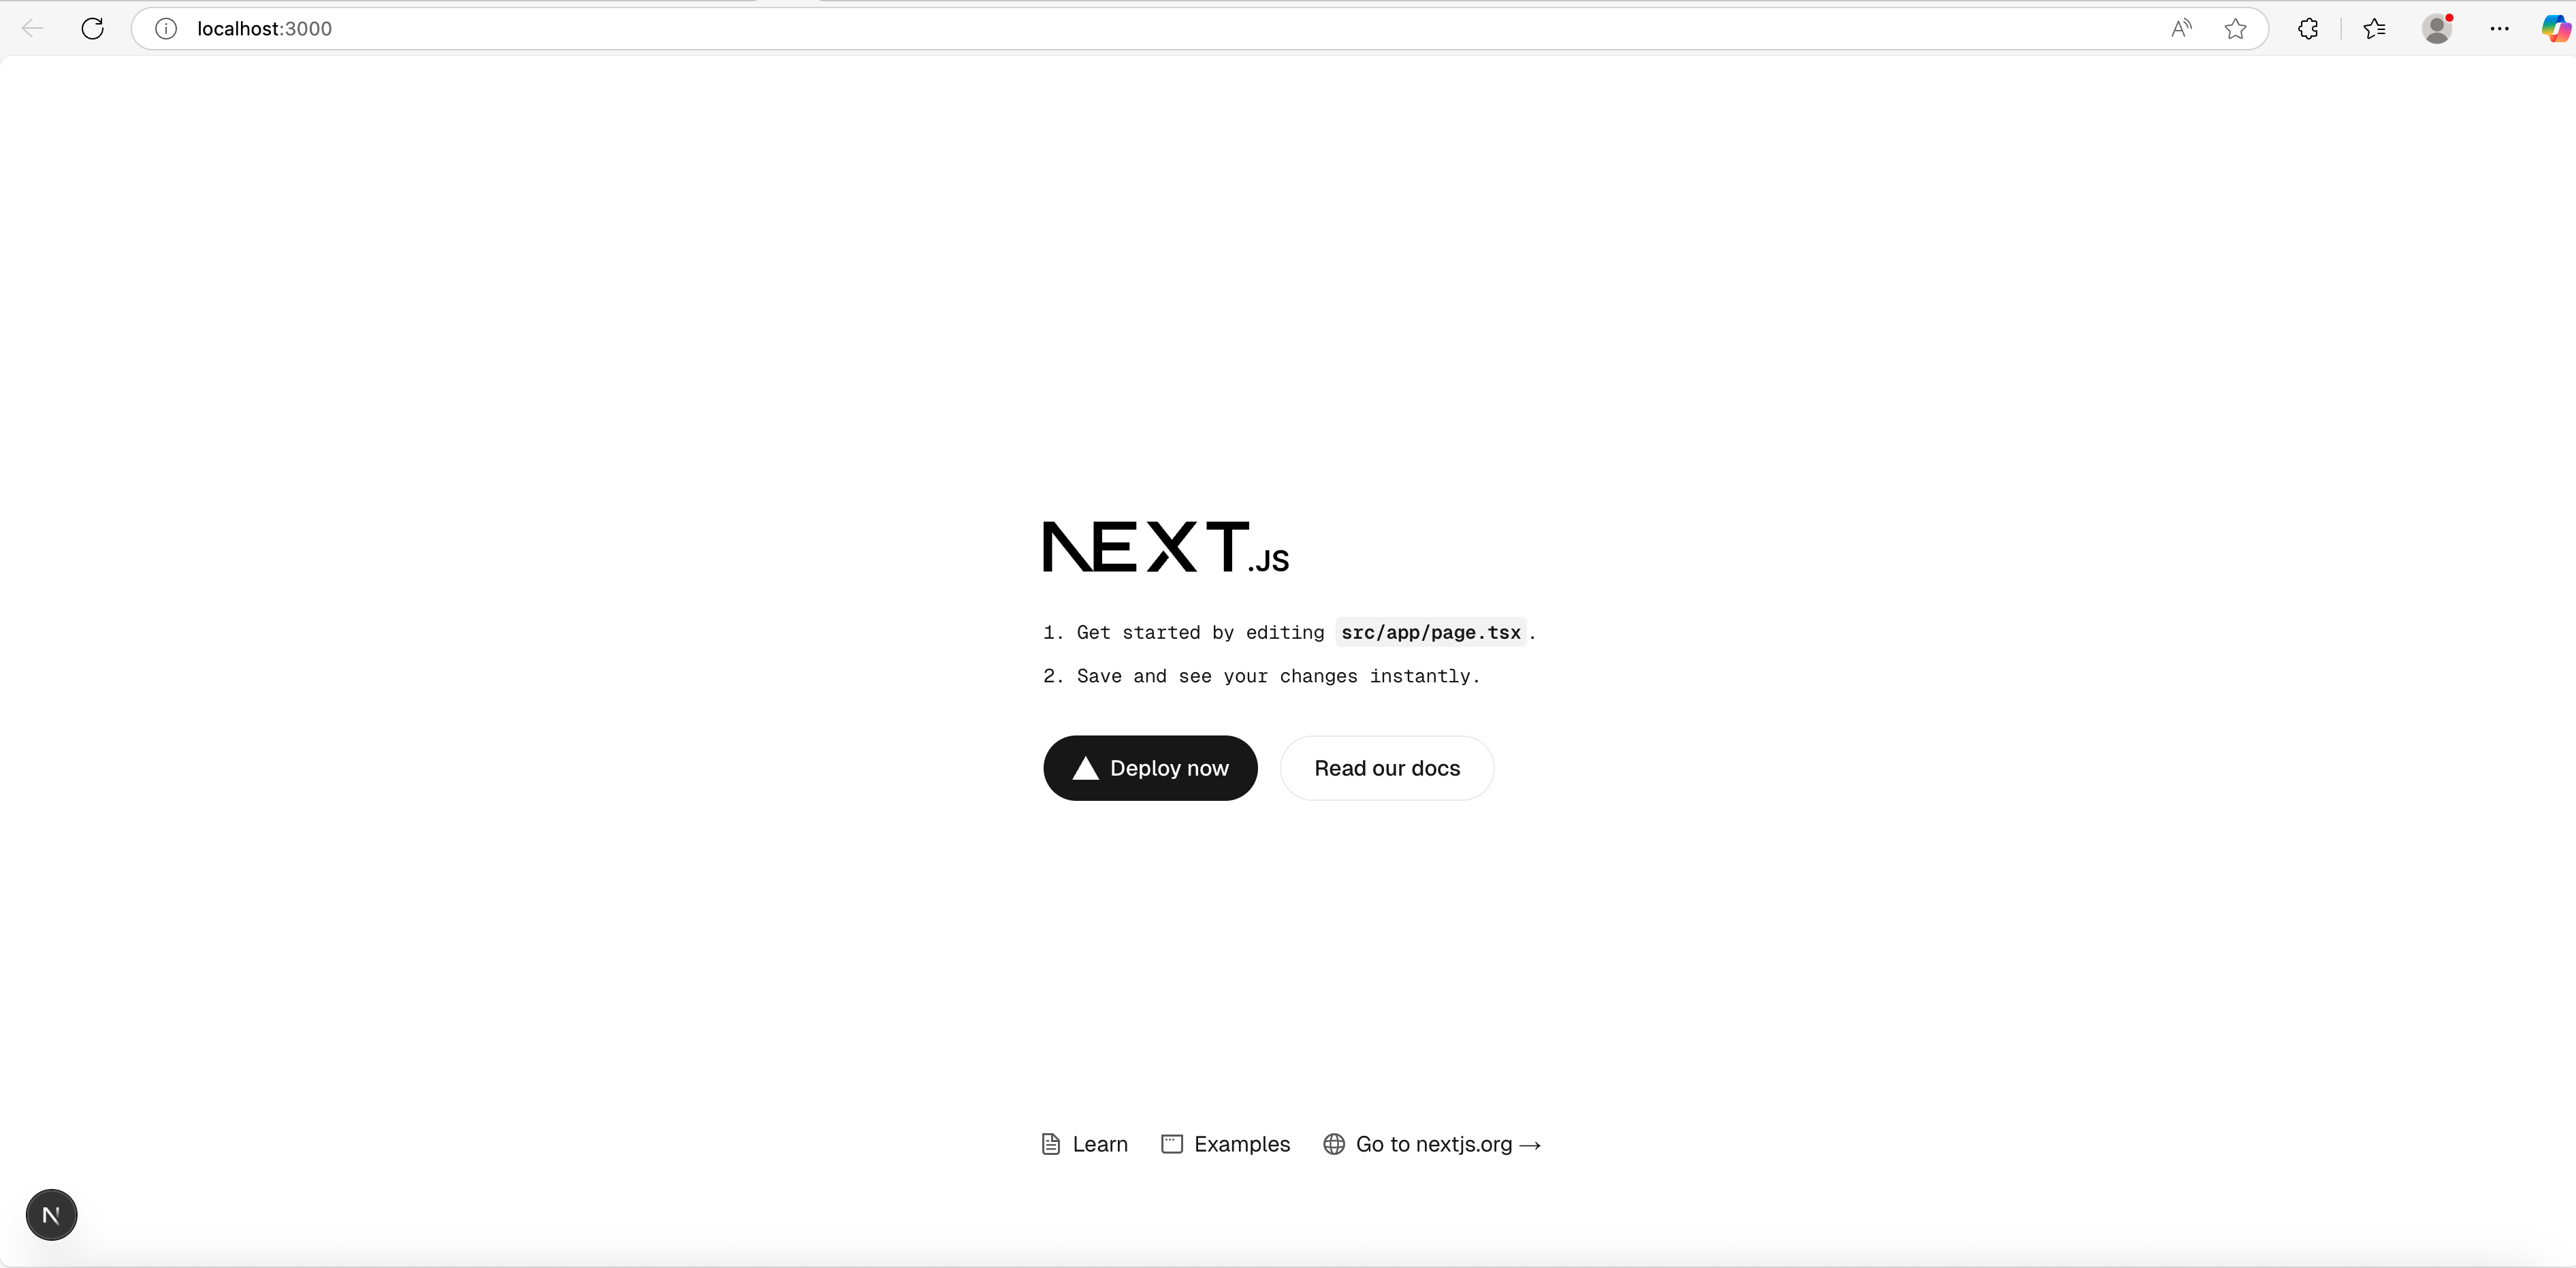 localhost:3000
NEXT.JS
1. Get started by editing src/app/page.tsx.
2. Save and see your changes instantly.
Deploy now
Read our docs
Learn
Examples
Go to nextjs.org →
N